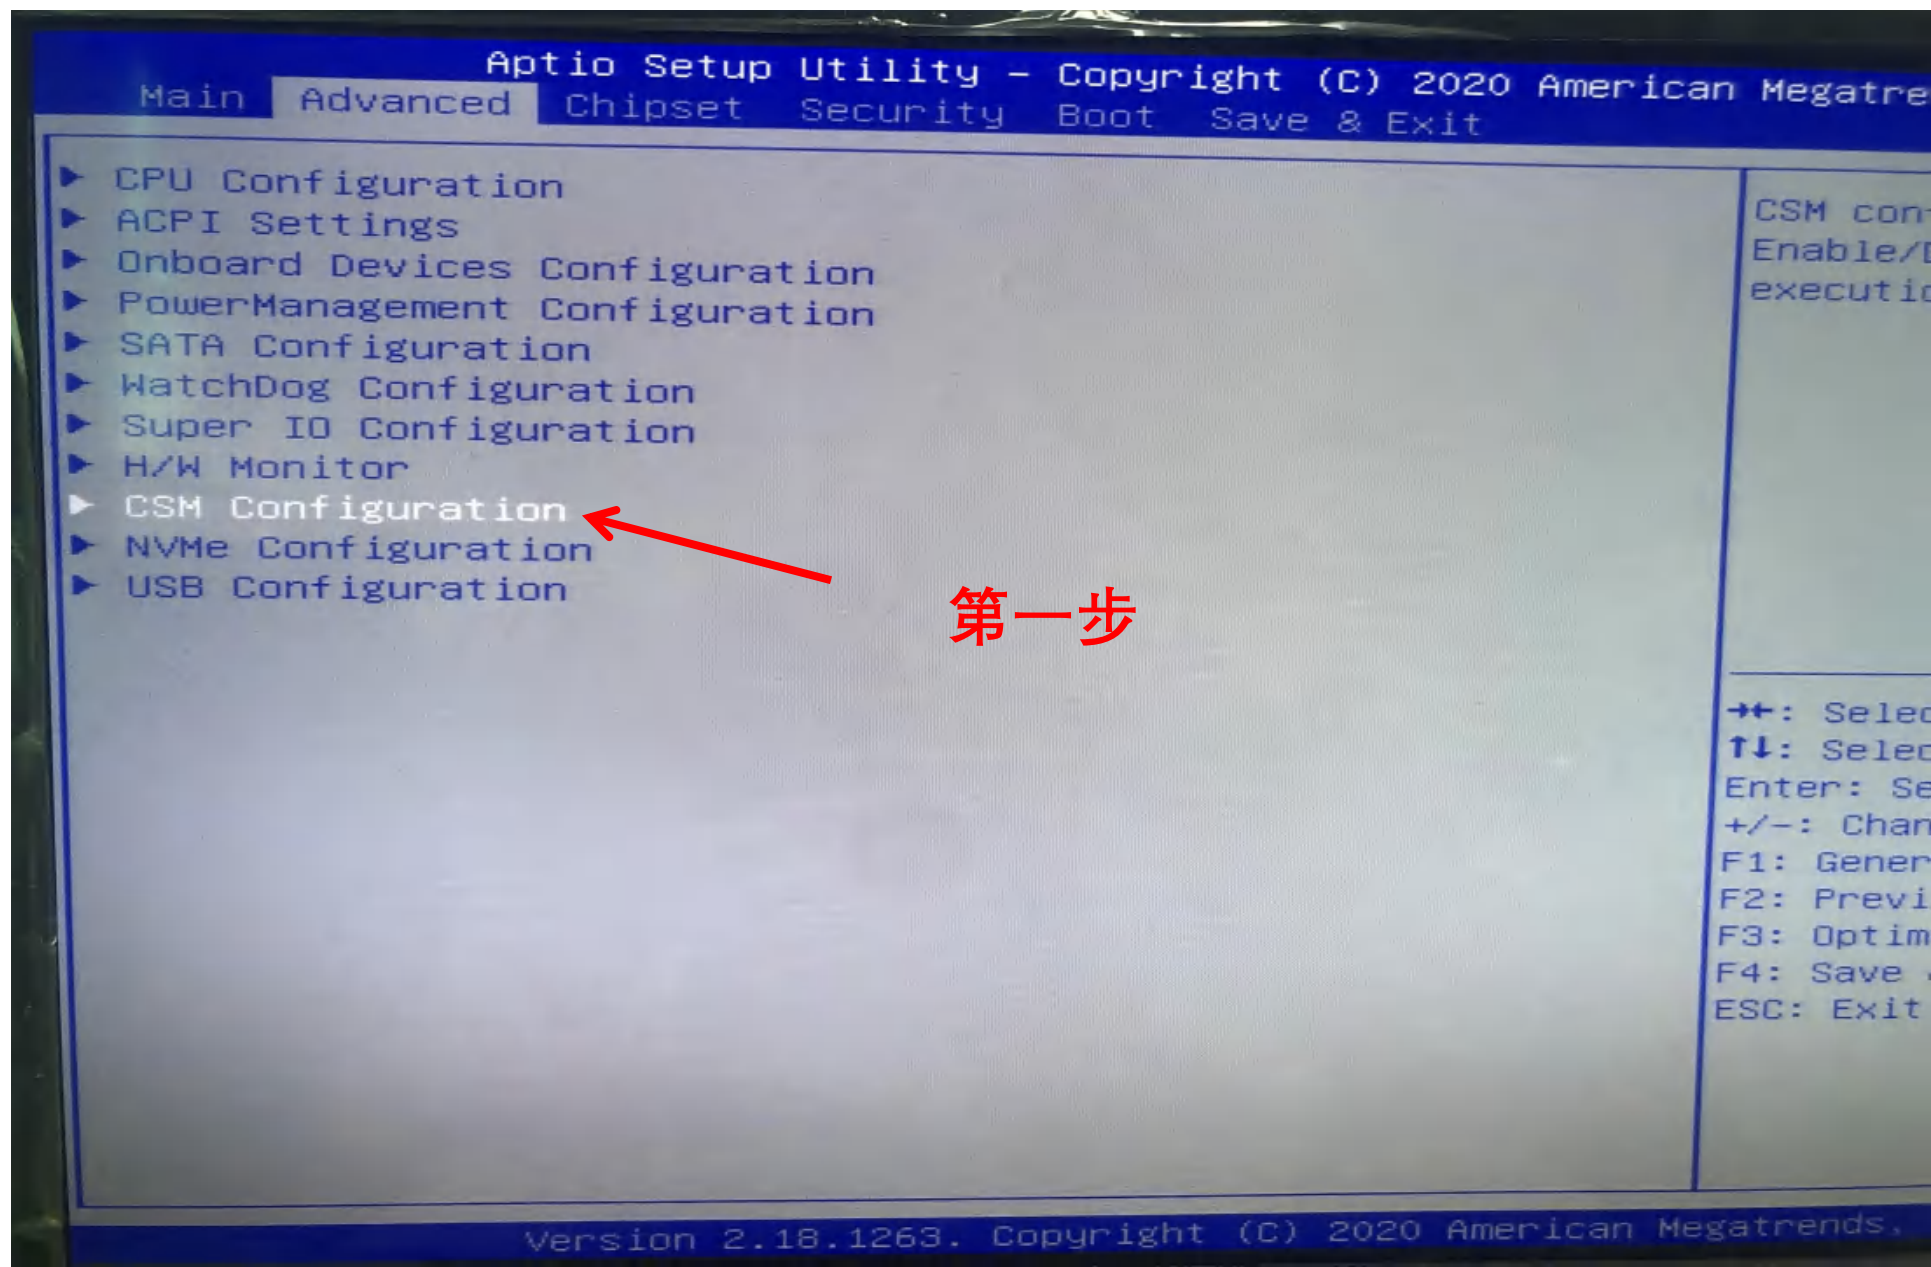 Aptio Setup Utility – Copyright (C) 2020 American
Main Advanced Chipset Security Boot Save & Exit
CPU Configuration
ACPI Settings
Onboard Devices Configuration
PowerManagement Configuration
SATA Configuration
WatchDog Configuration
Super IO Configuration
H/W Monitor
CSM Configuration
NVMe Configuration
USB Configuration
第一步
CSM
Enable/
→←:
↑↓:
Enter:
+/-:
F1:
F2:
F3:
F4: Save
ESC: Exit
Version 2.18.1263. Copyright (C) 2020 American Megatrends,